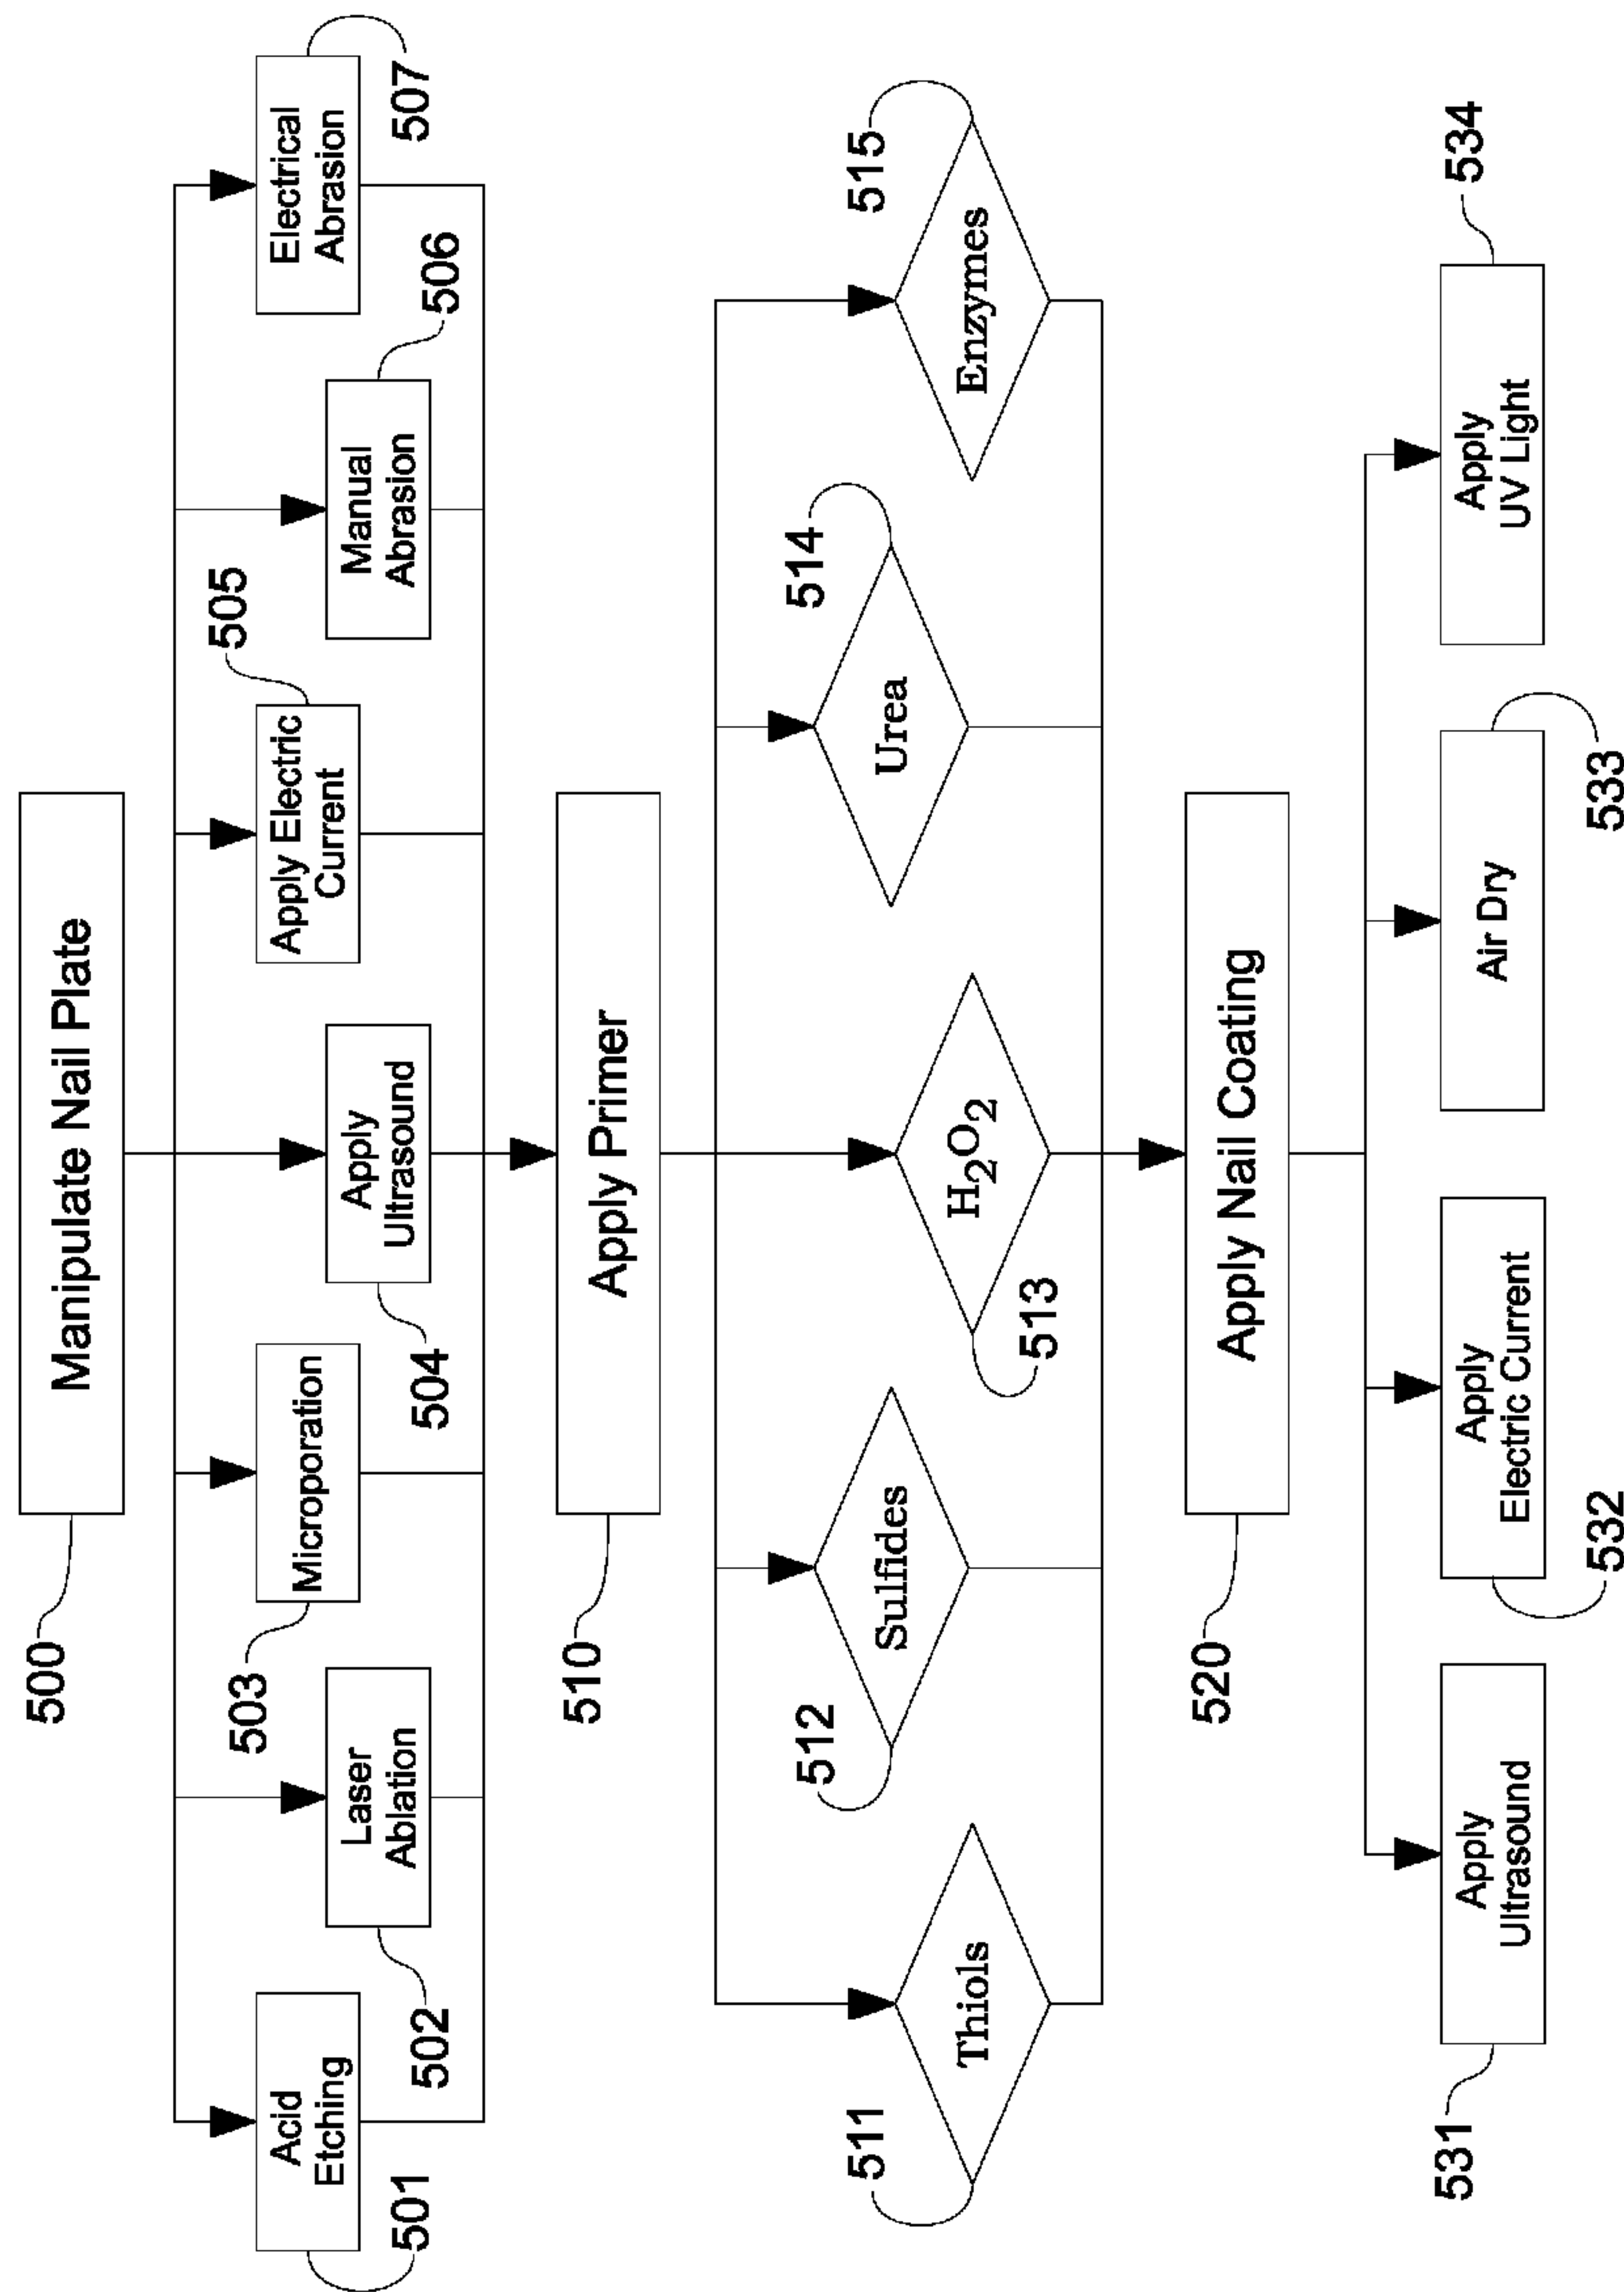 500
Manipulate Nail Plate
501
Acid
Etching
502
Laser
Ablation
503
Microporation
504
Apply
Ultrasound
505
Apply Electric
Current
506
Manual
Abrasion
507
Electrical
Abrasion
510
Apply Primer
511
Thiols
512
Sulfides
513
H2O2
514
Urea
515
Enzymes
520
Apply Nail Coating
531
Apply
Ultrasound
532
Apply
Electric Current
533
Air Dry
534
Apply
UV Light